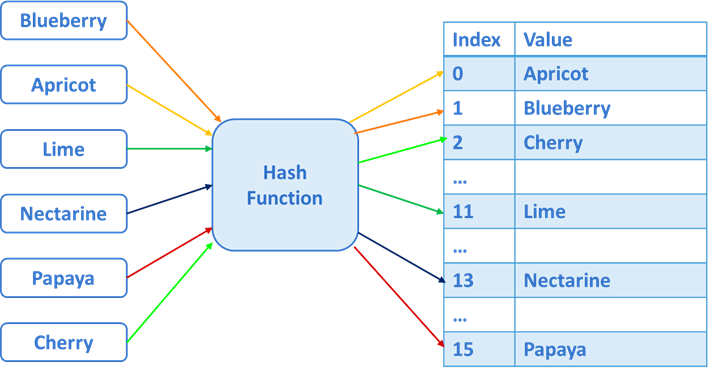 Blueberry
Apricot
Lime
Nectarine
Papaya
Cherry
Hash
Function
Index Value
0 Apricot
1 Blueberry
2 Cherry
...
11 Lime
...
13 Nectarine
...
15 Papaya